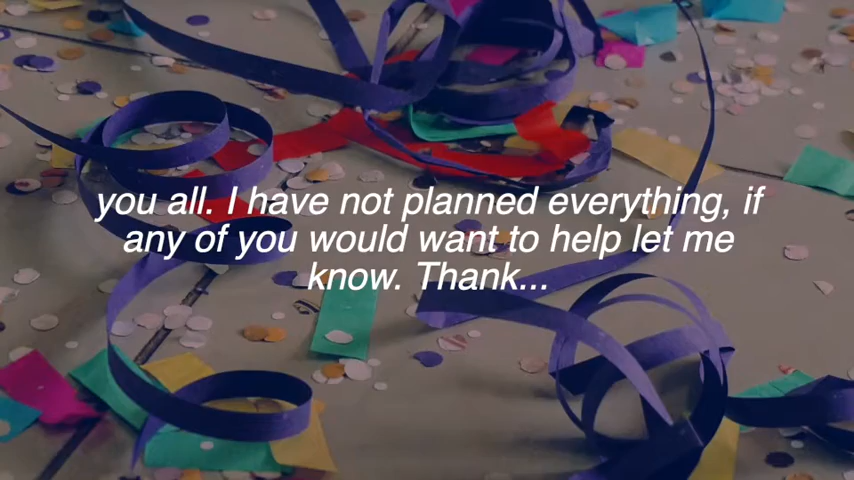 you all. I have not planned everything, if
any of you would want to help let me
know. Thank...